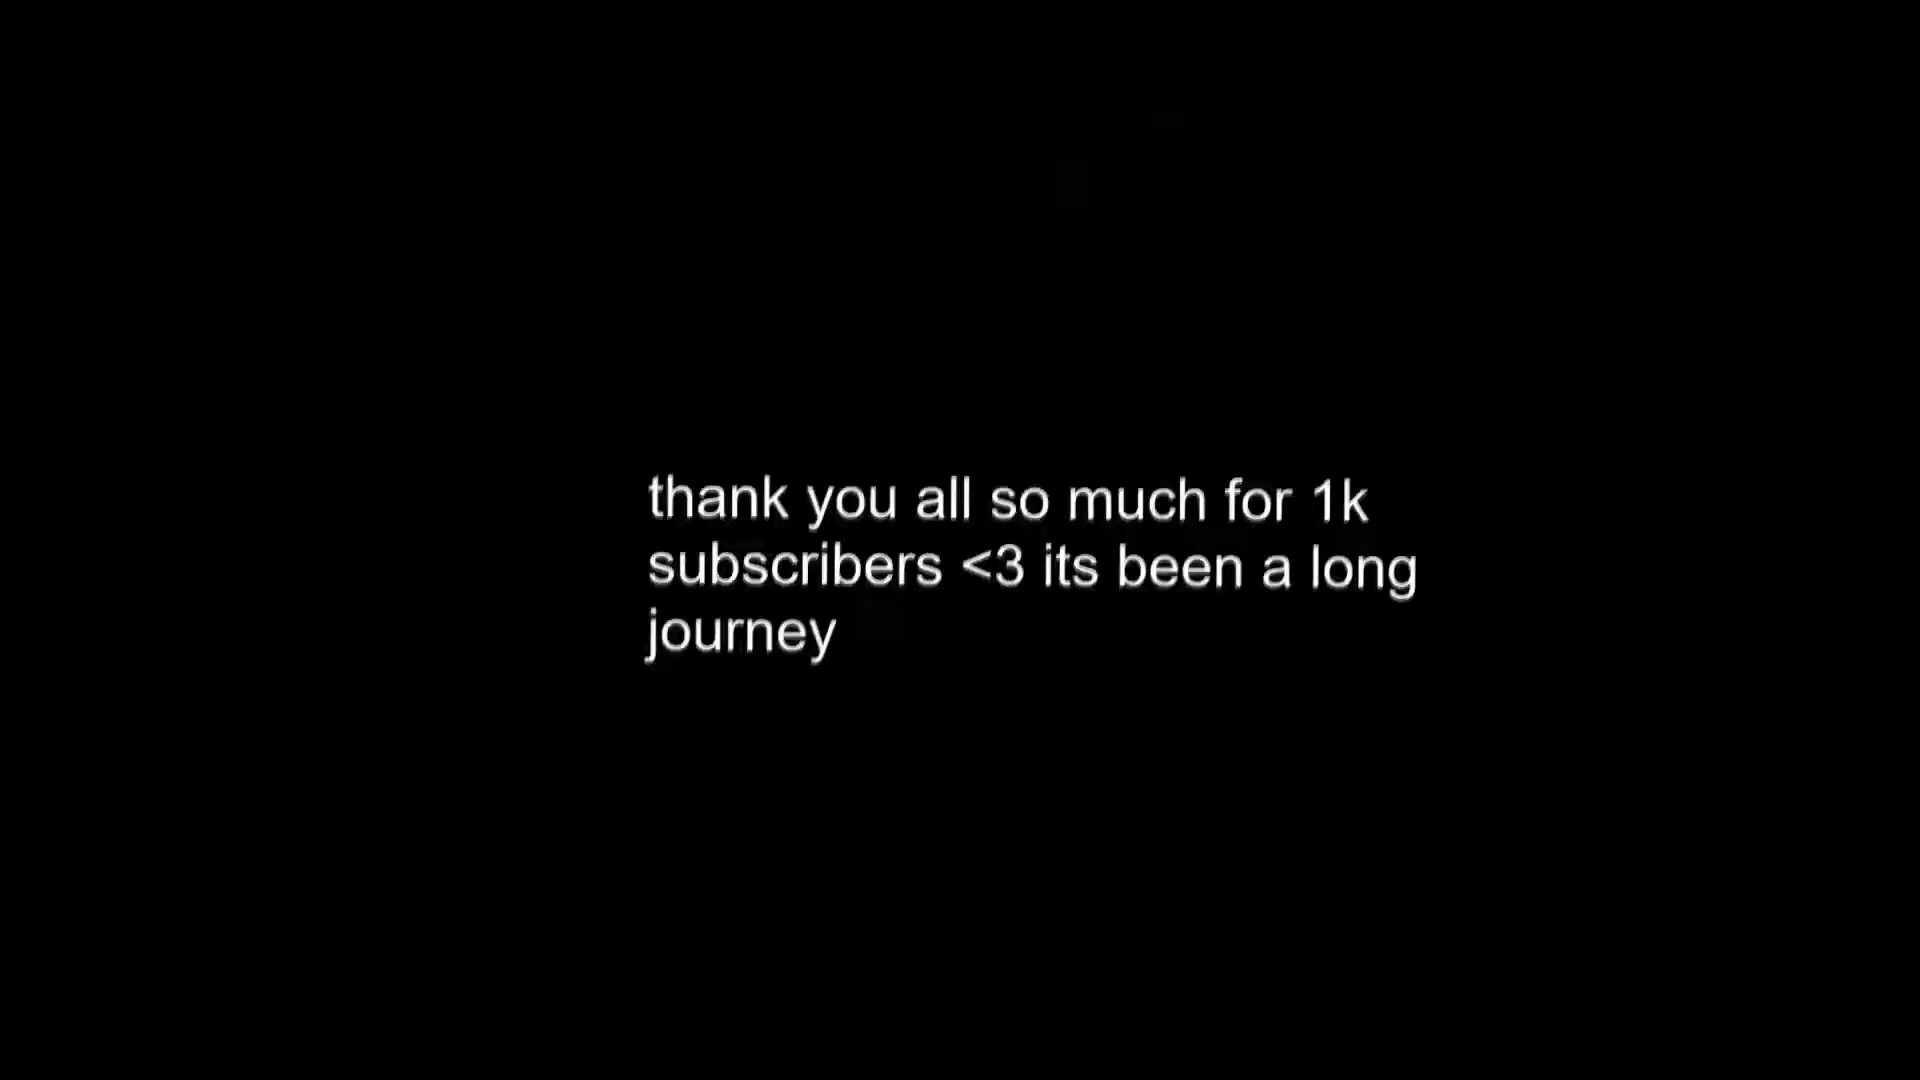 thank you all so much for 1k
subscribers <3 its been a long
journey